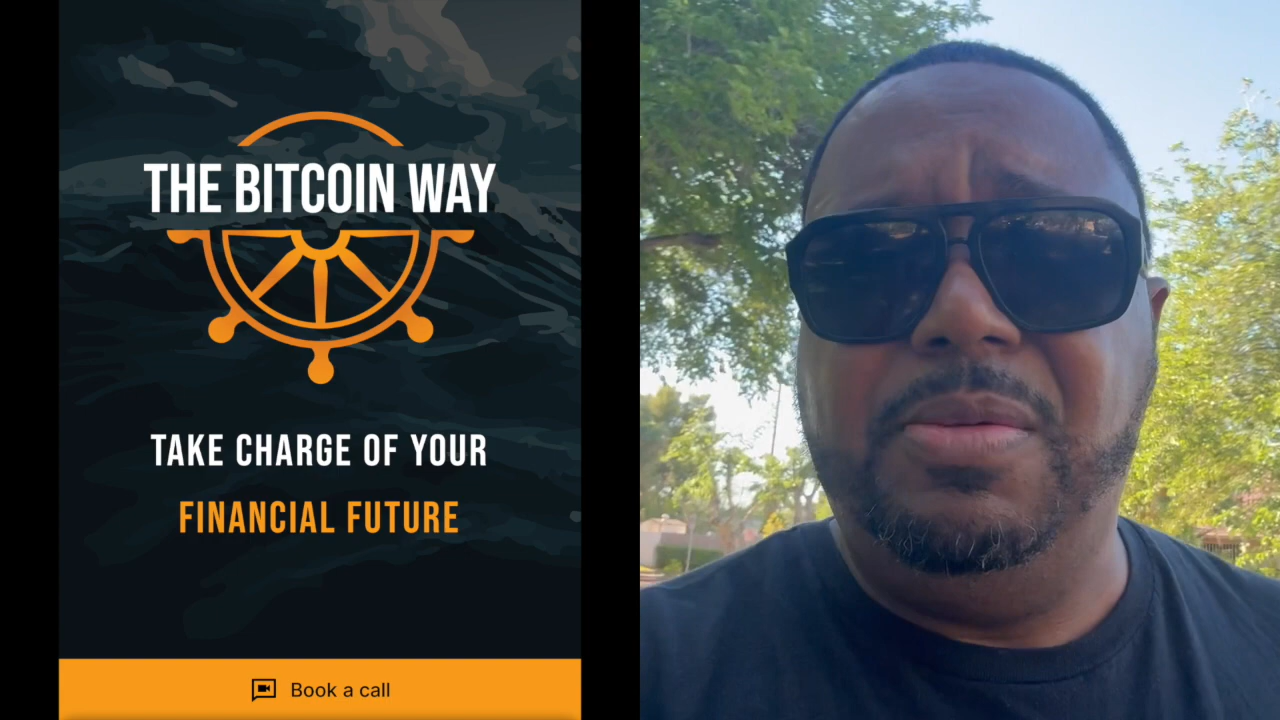 THE BITCOIN WAY
TAKE CHARGE OF YOUR
FINANCIAL FUTURE
Book a call